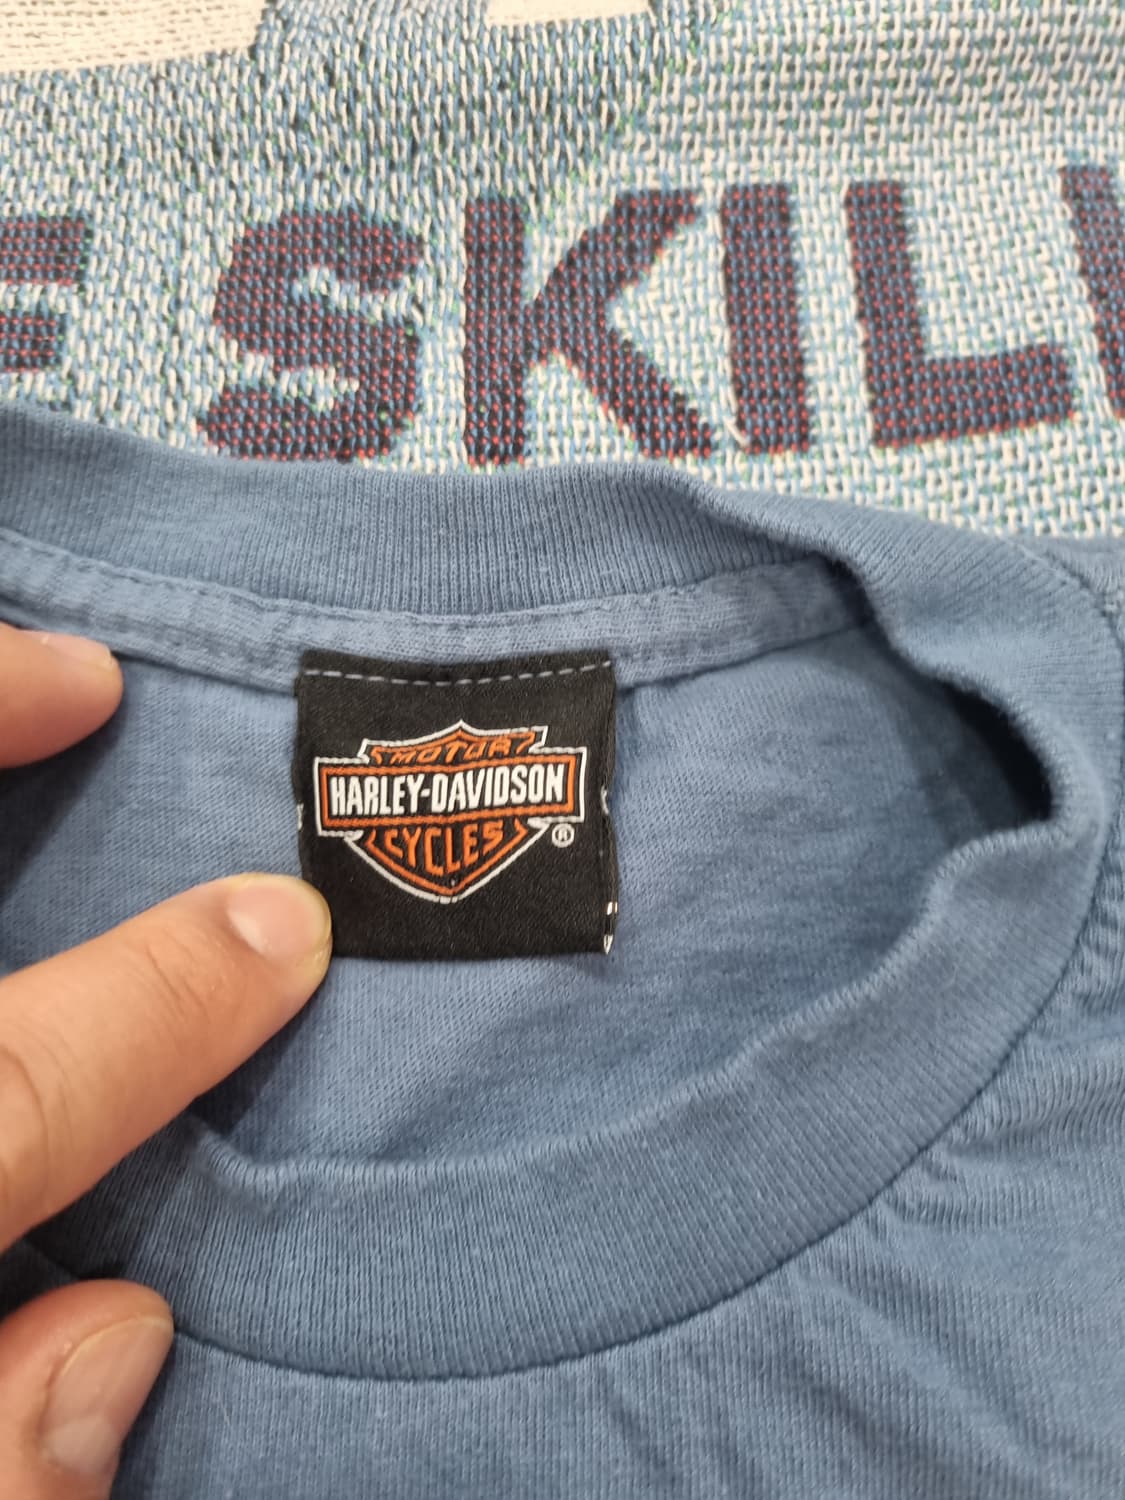 SKILL
MOTOR
HARLEY-DAVIDSON
CYCLES
®